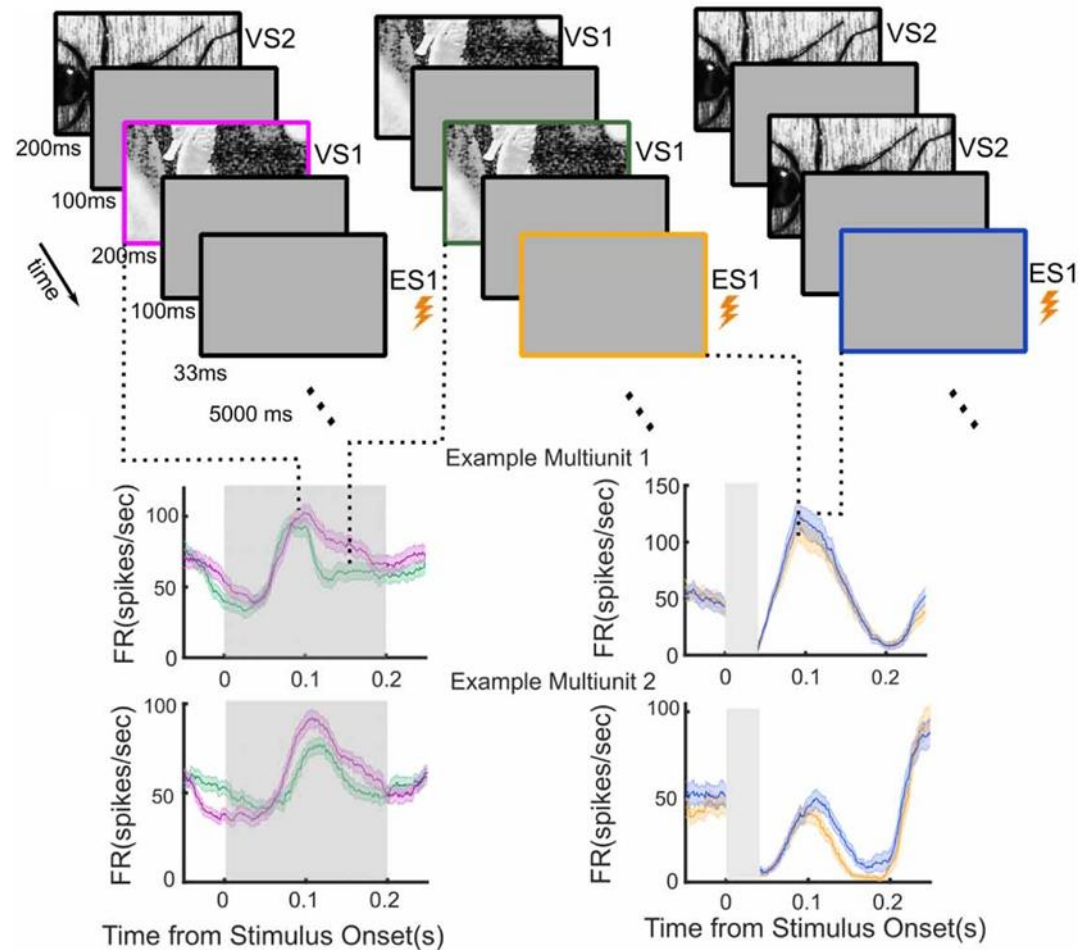 VS2
VS1
VS2
200ms
VS1
VS1
VS2
100ms
time
200ms
ES1
ES1
ES1
100ms
33ms
5000 ms
Example Multiunit 1
FR(spikes/sec)
100
50
0
0
0.1
0.2
FR(spikes/sec)
150
100
50
0
0
0.1
0.2
Example Multiunit 2
FR(spikes/sec)
100
50
0
0
0.1
0.2
Time from Stimulus Onset(s)
FR(spikes/sec)
100
50
0
0
0.1
0.2
Time from Stimulus Onset(s)